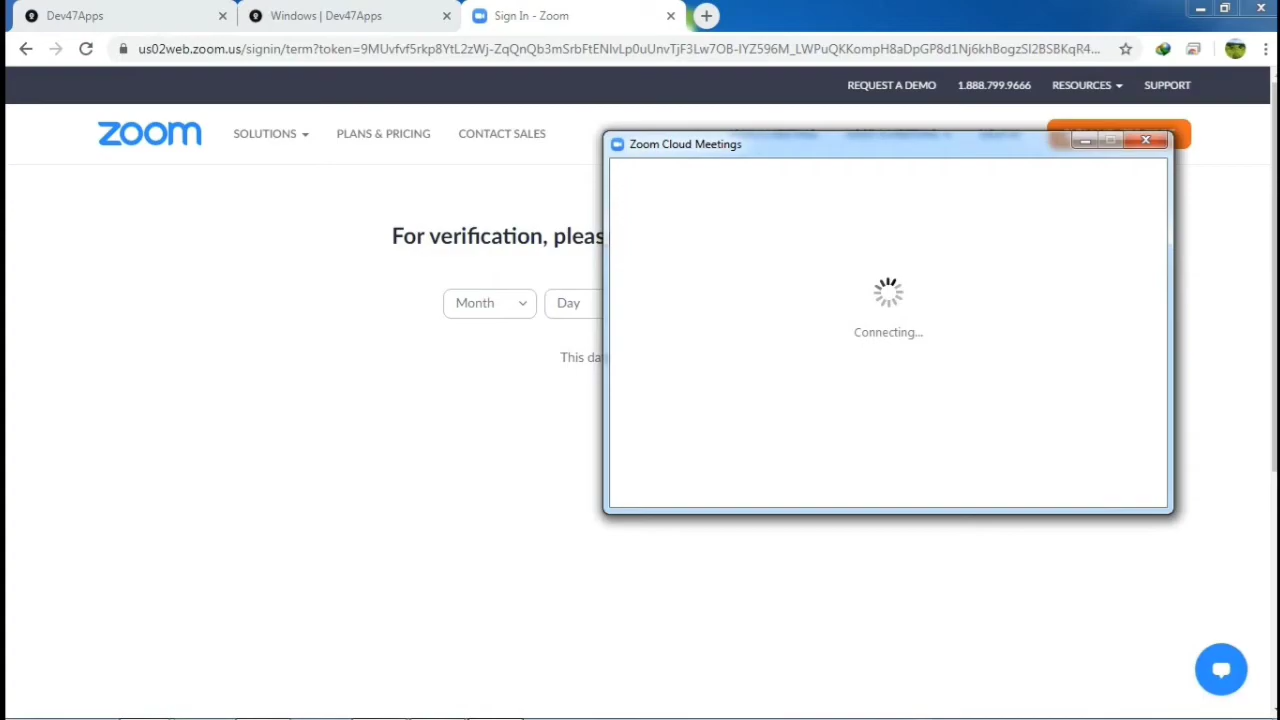 Dev47Apps
Windows | Dev47Apps
Sign In - Zoom
us02web.zoom.us/signin/term?token=9MUvfvf5rkp8YtL2zWj-ZqQnQb3mSrbFtENIvLp0uUnvTjF3Lw7OB-IYZ596M_LWPuQKKompH8aDpGP8d1Nj6khBogzSI2BSBKqR4...
REQUEST A DEMO
1.888.799.9666
RESOURCES
SUPPORT
zoom
SOLUTIONS
PLANS & PRICING
CONTACT SALES
Zoom Cloud Meetings
For verification, pleas
Month
Day
This da
Connecting...